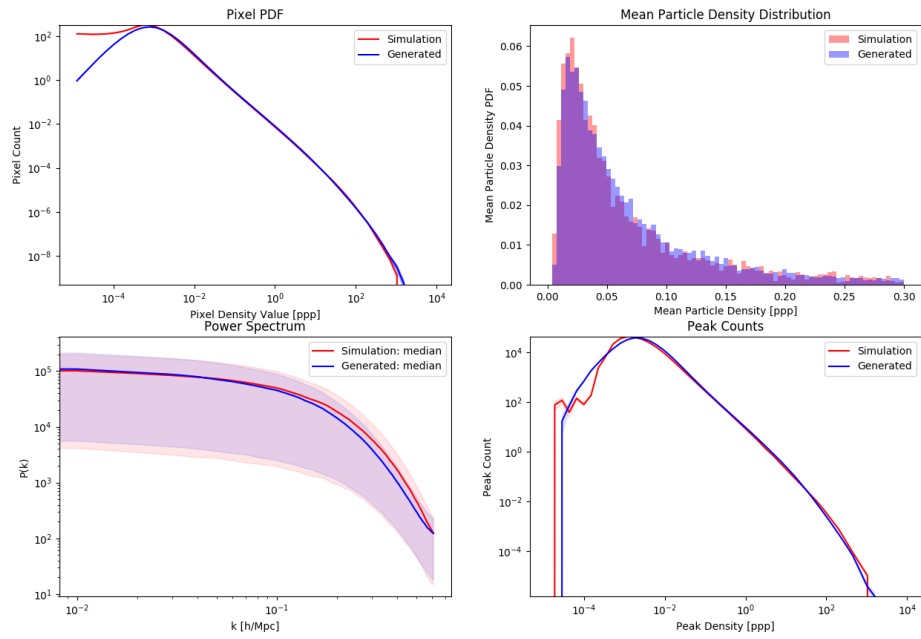 Pixel PDF
Simulation
Generated
Pixel Count
10^2
10^0
10^−2
10^−4
10^−6
10^−8
10^−4
10^−2
10^0
10^2
10^4
Pixel Density Value [ppp]
Mean Particle Density Distribution
Simulation
Generated
Mean Particle Density PDF
0.06
0.05
0.04
0.03
0.02
0.01
0.00
0.00
0.05
0.10
0.15
0.20
0.25
0.30
Mean Particle Density [ppp]
Power Spectrum
Simulation: median
Generated: median
P(k)
10^5
10^4
10^3
10^2
10^1
10^−2
10^−1
k [h/Mpc]
Peak Counts
Simulation
Generated
Peak Count
10^4
10^2
10^0
10^−2
10^−4
10^−4
10^−2
10^0
10^2
10^4
Peak Density [ppp]